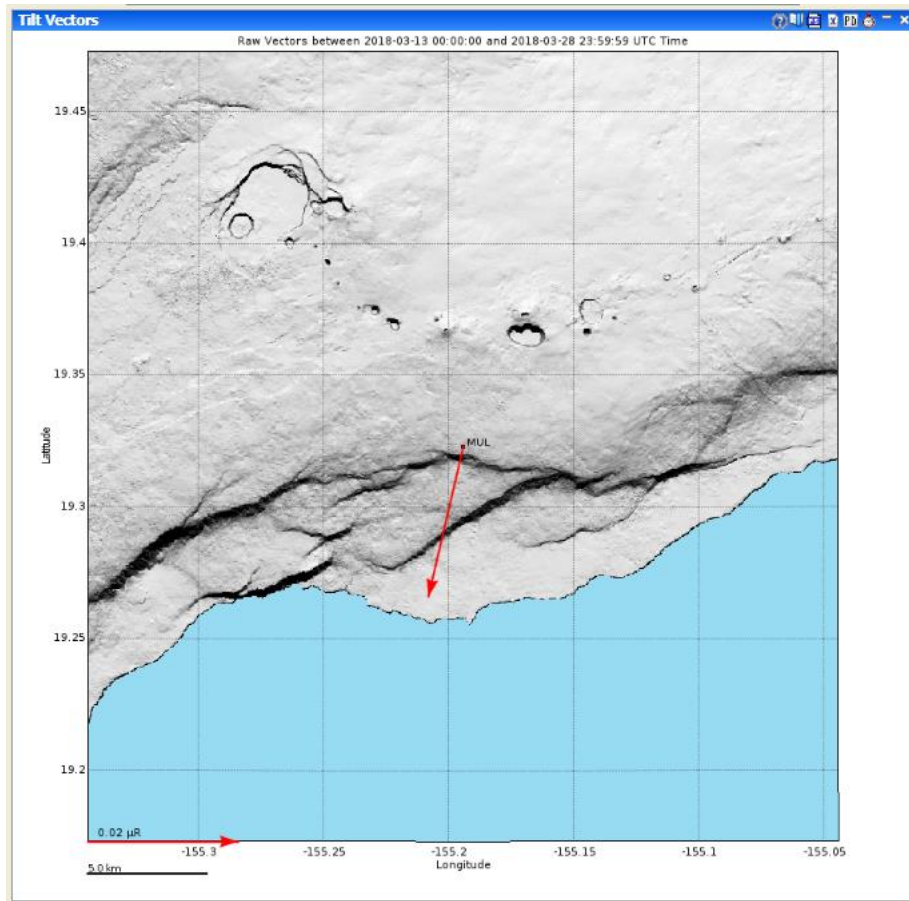 Tilt Vectors
Raw Vectors between 2018-03-13 00:00:00 and 2018-03-28 23:59:59 UTC Time
19.45
19.4
19.35
19.3
19.25
19.2
Latitude
MUL
0.02 µR
5.0 km
-155.3
-155.25
-155.2
-155.15
-155.1
-155.05
Longitude